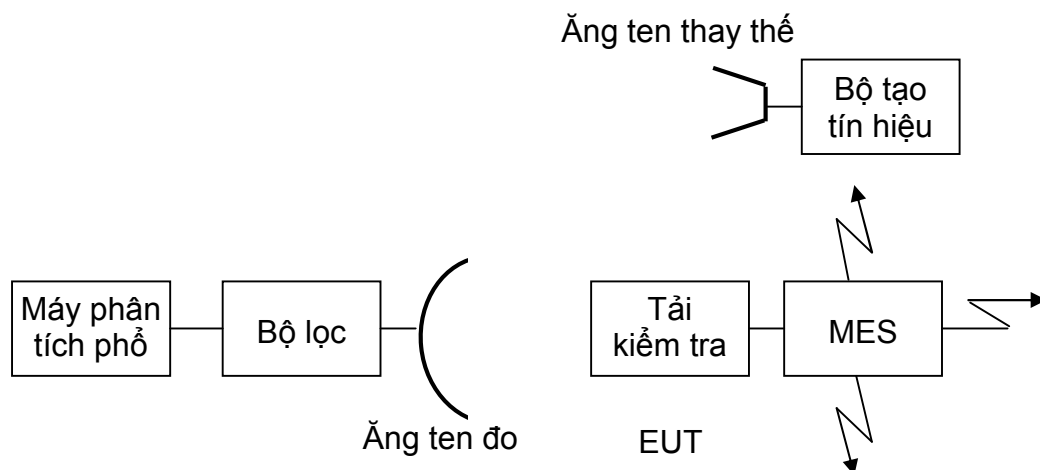 Ăng ten thay thế
Bộ tạo
tín hiệu
Máy phân
tích phổ
Bộ lọc
Tải
kiểm tra
MES
Ăng ten đo
EUT